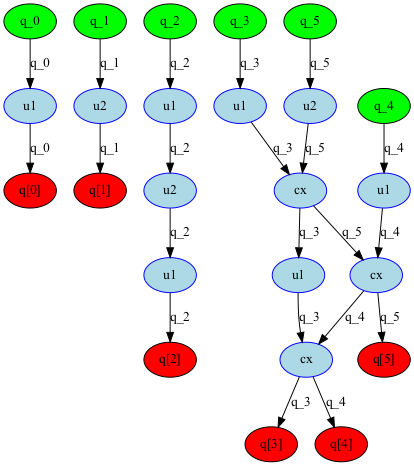 q_0 q_1 q_2 q_3 q_5
q_0 q_1 q_2 q_3 q_5
u1 u2 u1 u1 u2 q_4
q_0 q_1 q_2 q_3 q_5 q_4
q[0] q[1] u2 cx u1
q_2 q_3 q_5 q_4
u1 u1 cx
q_2 q_3 q_4 q_5
q[2] cx q[5]
q_3 q_4
q[3] q[4]